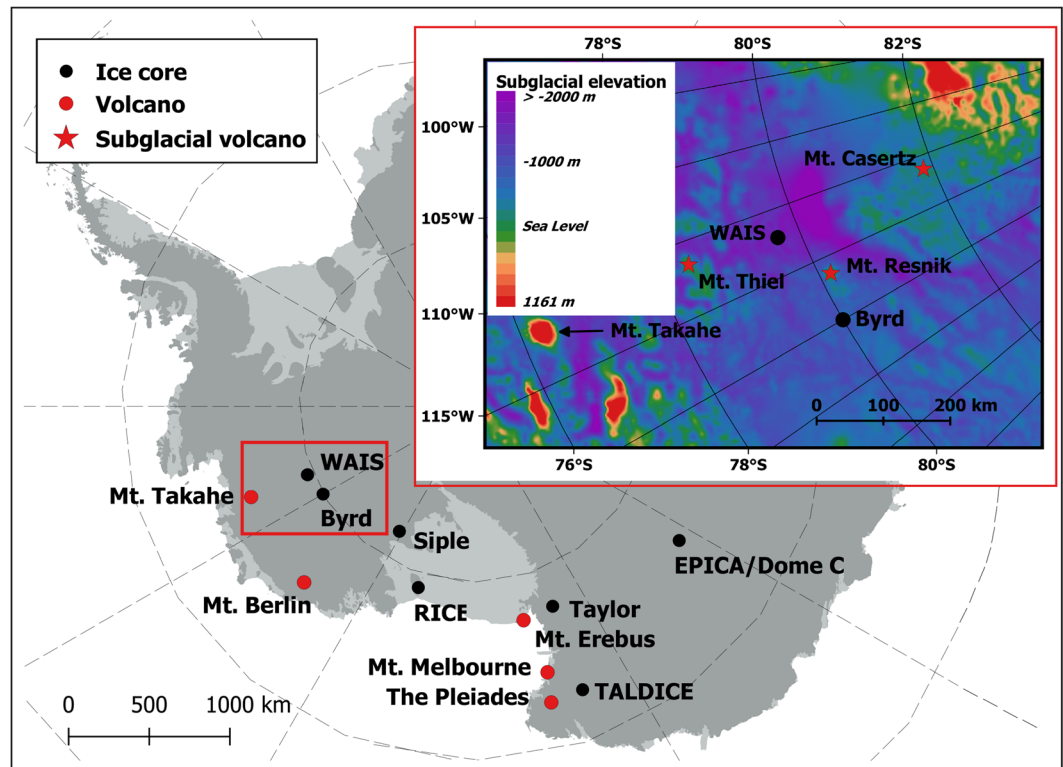 Ice core
Volcano
Subglacial volcano
78°S
80°S
82°S
Subglacial elevation
> -2000 m
-1000 m
Sea Level
1161 m
100°W
105°W
110°W
115°W
Mt. Casertz
WAIS
Mt. Resnik
Mt. Thiel
Byrd
Mt. Takahe
0 100 200 km
76°S
78°S
80°S
WAIS
Mt. Takahe
Byrd
Siple
EPICA/Dome C
Mt. Berlin
RICE
Taylor
Mt. Erebus
Mt. Melbourne
The Pleiades
TALDICE
0 500 1000 km